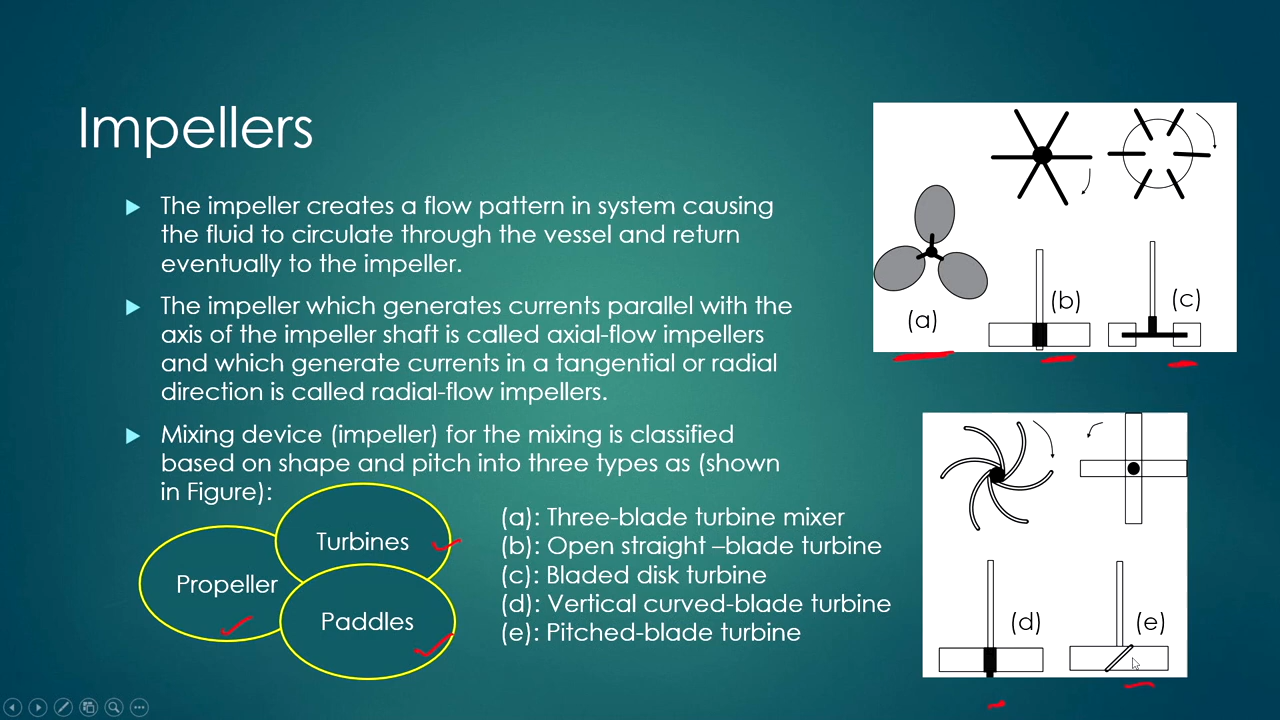 Impellers
The impeller creates a flow pattern in system causing
the fluid to circulate through the vessel and return
eventually to the impeller.
The impeller which generates currents parallel with the
axis of the impeller shaft is called axial-flow impellers
and which generate currents in a tangential or radial
direction is called radial-flow impellers.
Mixing device (impeller) for the mixing is classified
based on shape and pitch into three types as (shown
in Figure):
Turbines
Propeller
Paddles
(a): Three-blade turbine mixer
(b): Open straight –blade turbine
(c): Bladed disk turbine
(d): Vertical curved-blade turbine
(e): Pitched-blade turbine
(a)
(b)
(c)
(d)
(e)